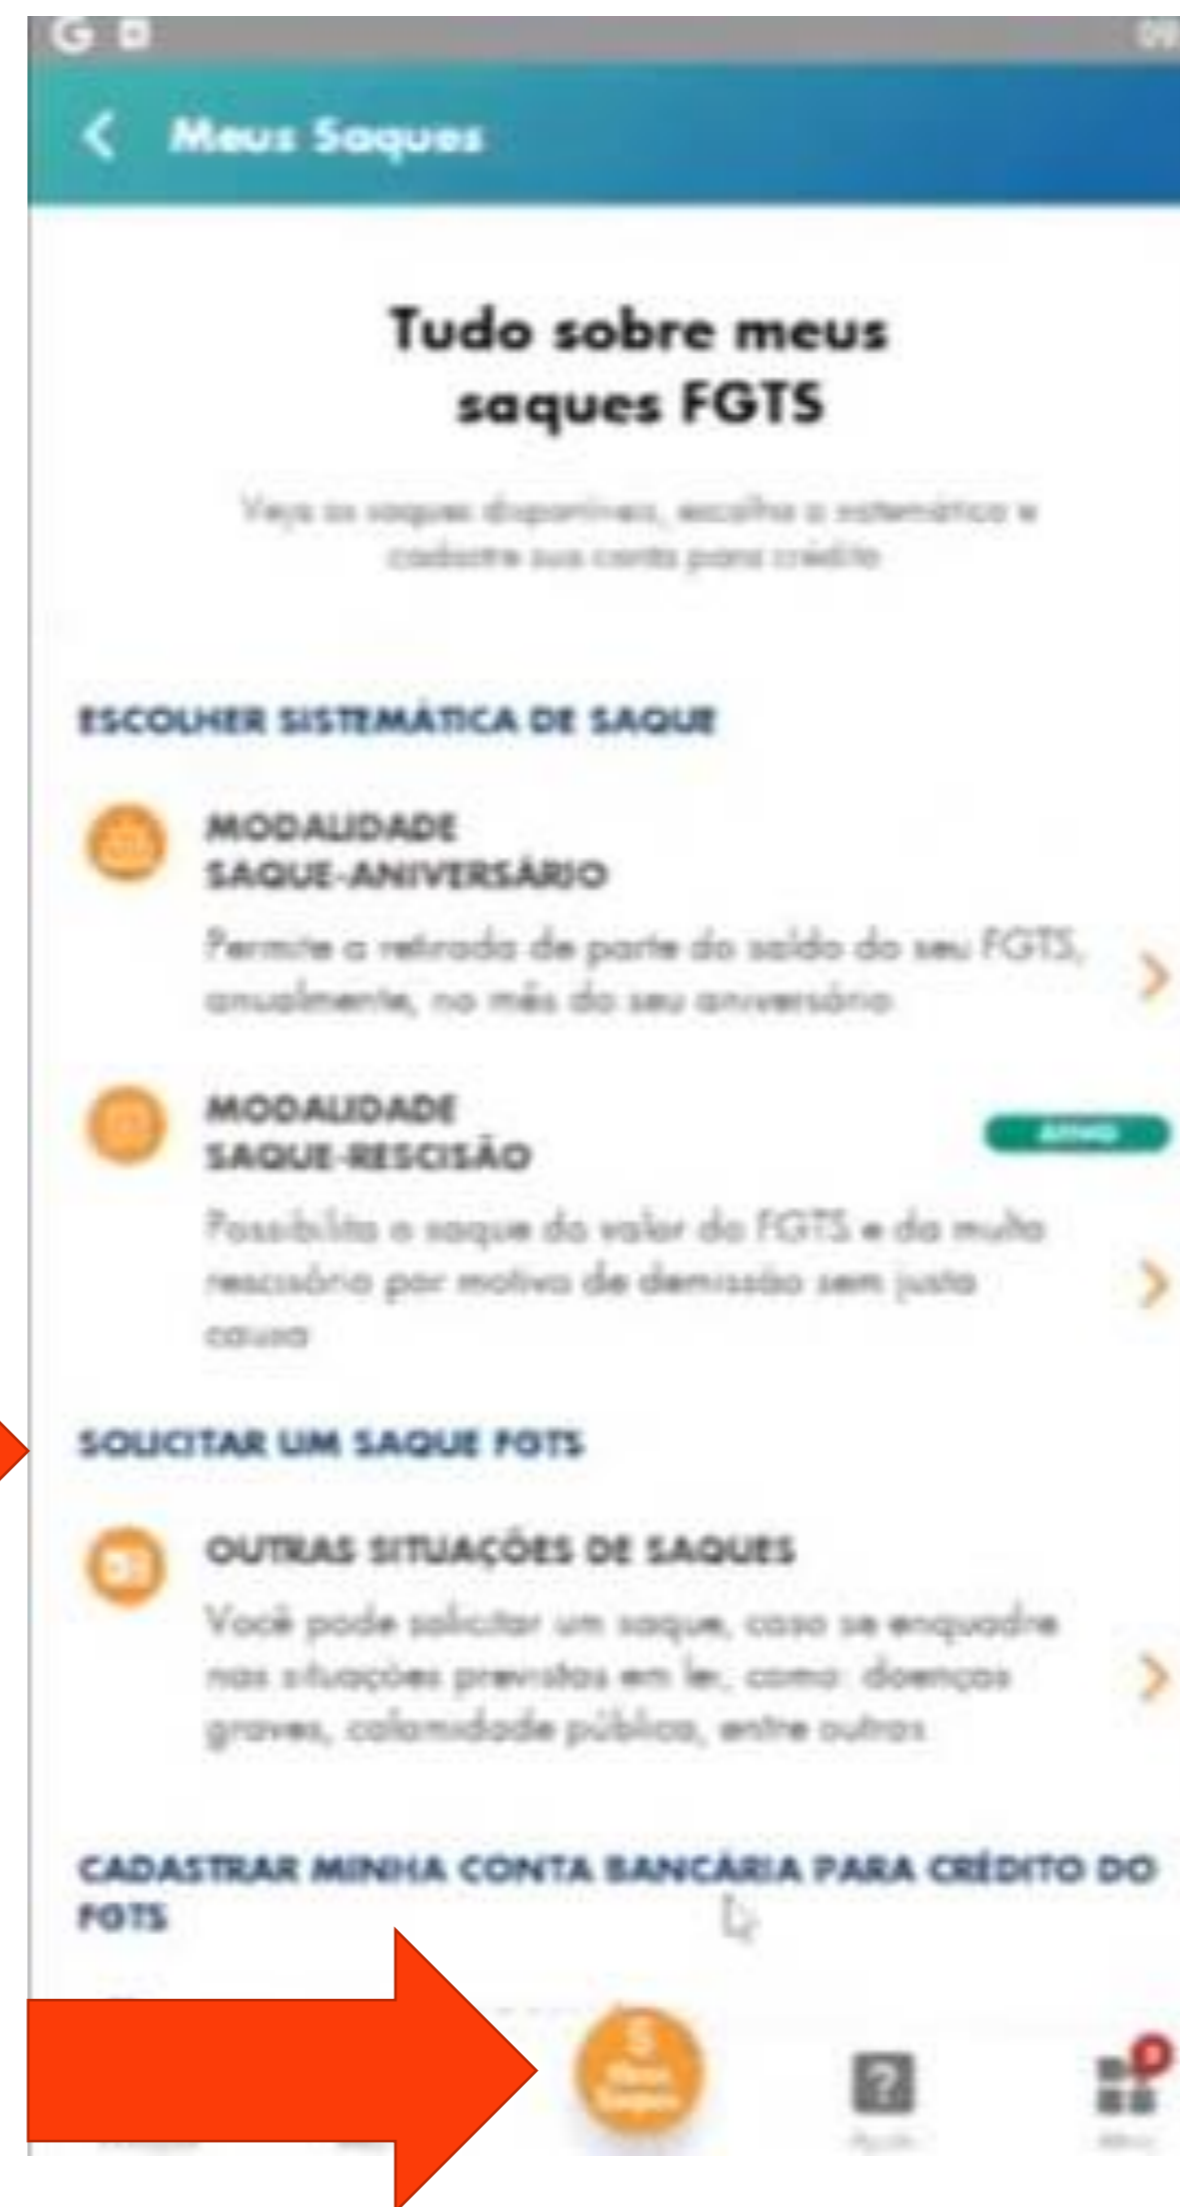 G
09
Meus Saques
Tudo sobre meus
saques FGTS
Veja os saques disponíveis, escolha a sistemática e
cadastre sua conta para crédito
ESCOLHER SISTEMÁTICA DE SAQUE
MODALIDADE
SAQUE-ANIVERSÁRIO
Permite a retirada de parte do saldo do seu FGTS,
anualmente, no mês do seu aniversário
MODALIDADE
SAQUE-RESCISÃO
ATIVO
Possibilita o saque do valor do FGTS e da multa
rescisória por motivo de demissão sem justa
causa
SOLICITAR UM SAQUE FGTS
OUTRAS SITUAÇÕES DE SAQUES
Você pode solicitar um saque, caso se enquadre
nas situações previstas em lei, como: doenças
graves, calamidade pública, entre outras
CADASTRAR MINHA CONTA BANCÁRIA PARA CRÉDITO DO
FGTS
Meus
Saques
?
Ajuda